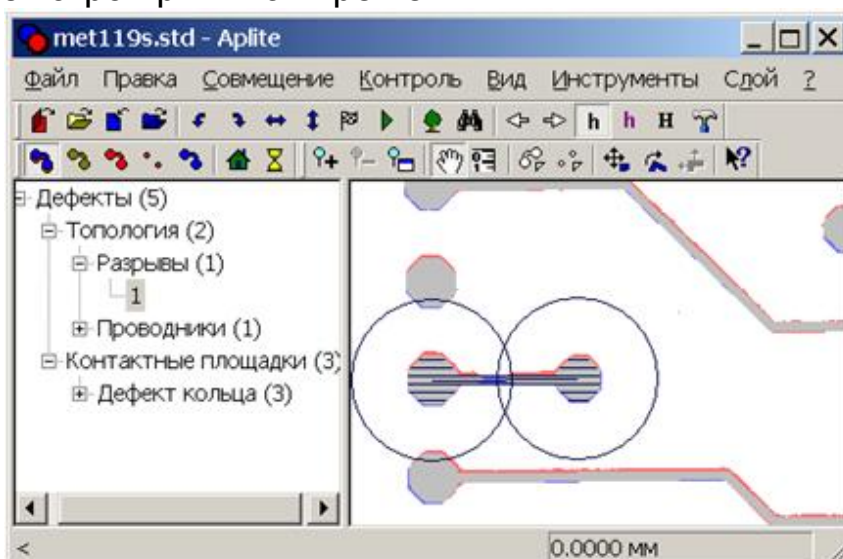 met119s.std - Aplite
Файл Правка Совмещение Контроль Вид Инструменты Слой ?
h h H
Дефекты (5)
Топология (2)
Разрывы (1)
1
Проводники (1)
Контактные площадки (3)
Дефект кольца (3)
< 0.0000 мм